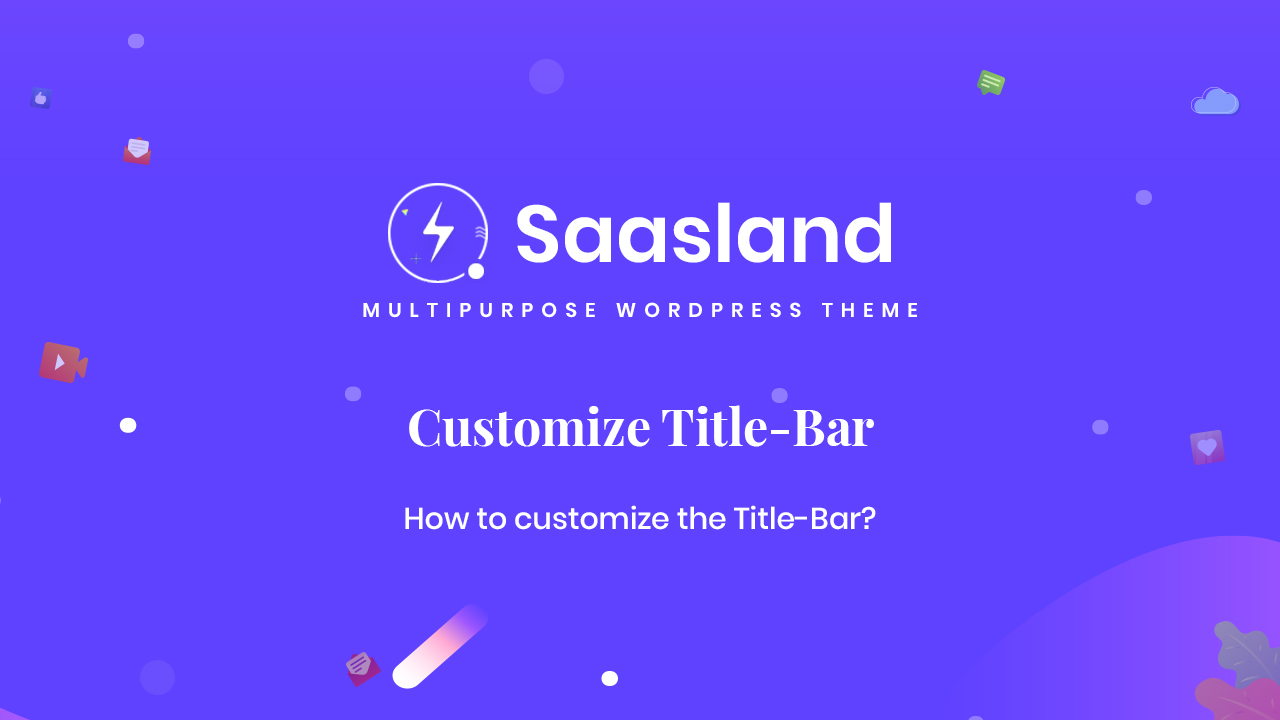 Saasland
MULTIPURPOSE WORDPRESS THEME
Customize Title-Bar
How to customize the Title-Bar?